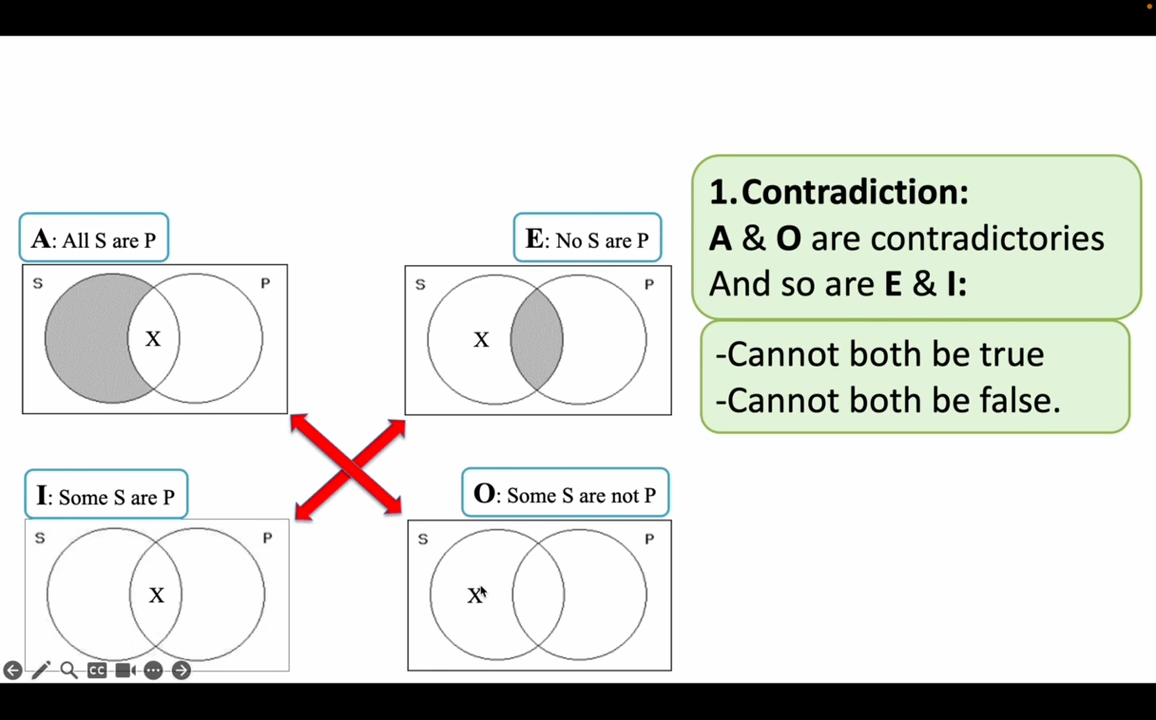 A: All S are P
E: No S are P
S
P
X
S
P
X
1.Contradiction:
A & O are contradictories
And so are E & I:
-Cannot both be true
-Cannot both be false.
I: Some S are P
O: Some S are not P
S
P
X
S
P
X
CC